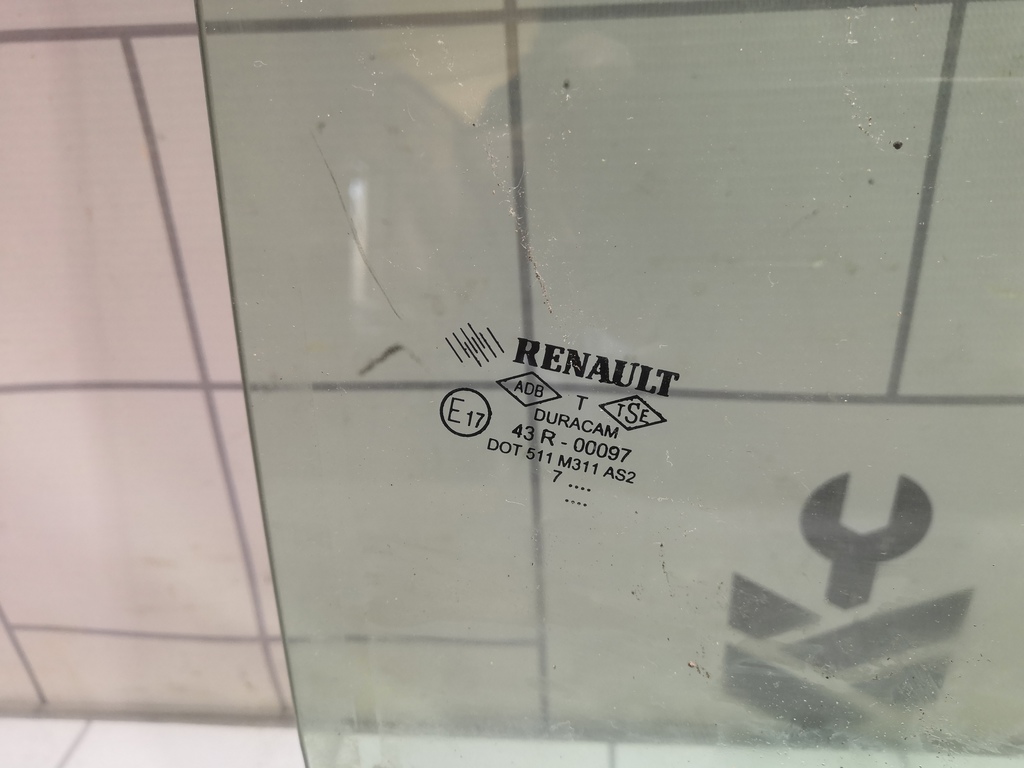 RENAULT
ADB T TSE
E17 DURACAM
43 R - 00097
DOT 511 M311 AS2
7 ....
....